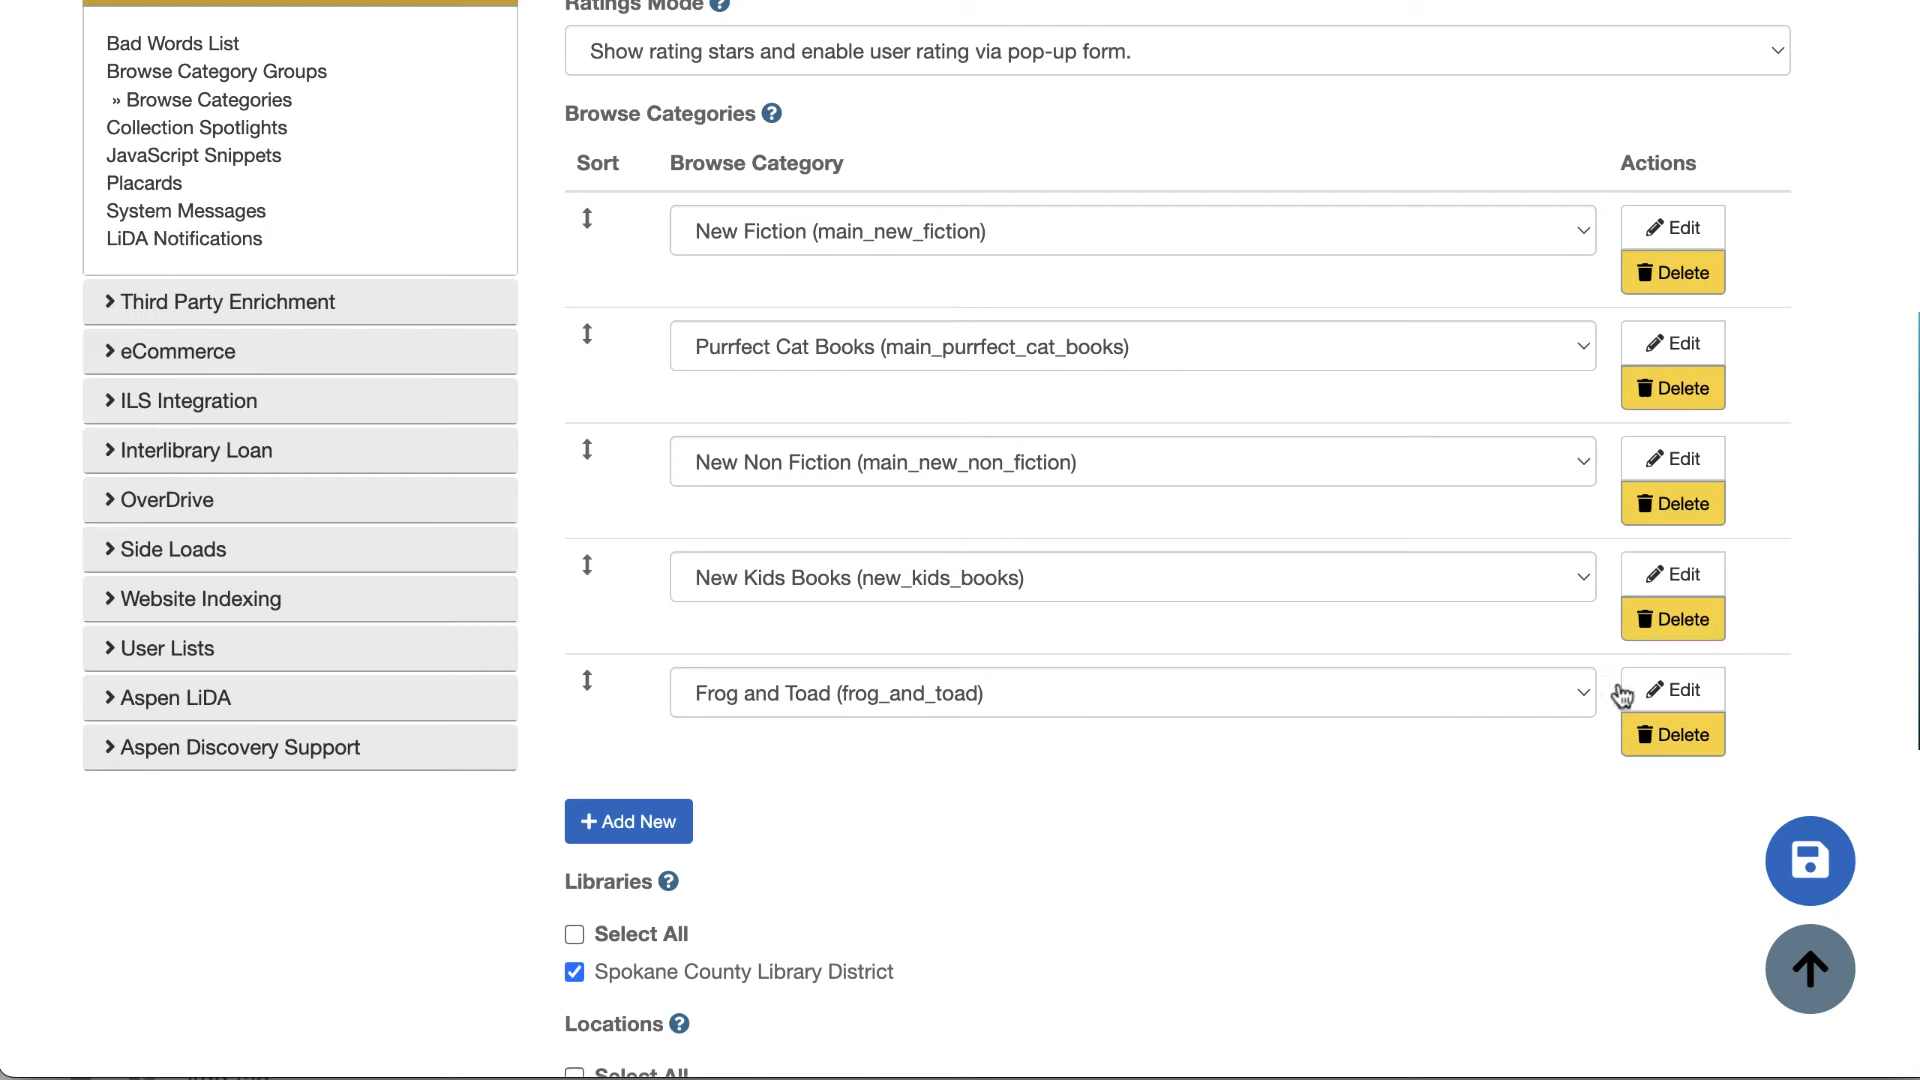 Bad Words List
Browse Category Groups
» Browse Categories
Collection Spotlights
JavaScript Snippets
Placards
System Messages
LiDA Notifications
Third Party Enrichment
eCommerce
ILS Integration
Interlibrary Loan
OverDrive
Side Loads
Website Indexing
User Lists
Aspen LiDA
Aspen Discovery Support
Ratings Mode
Show rating stars and enable user rating via pop-up form.
Browse Categories
Sort Browse Category Actions
New Fiction (main_new_fiction) Edit
Delete
Purrfect Cat Books (main_purrfect_cat_books) Edit
Delete
New Non Fiction (main_new_non_fiction) Edit
Delete
New Kids Books (new_kids_books) Edit
Delete
Frog and Toad (frog_and_toad) Edit
Delete
+ Add New
Libraries
Select All
Spokane County Library District
Locations
Select All